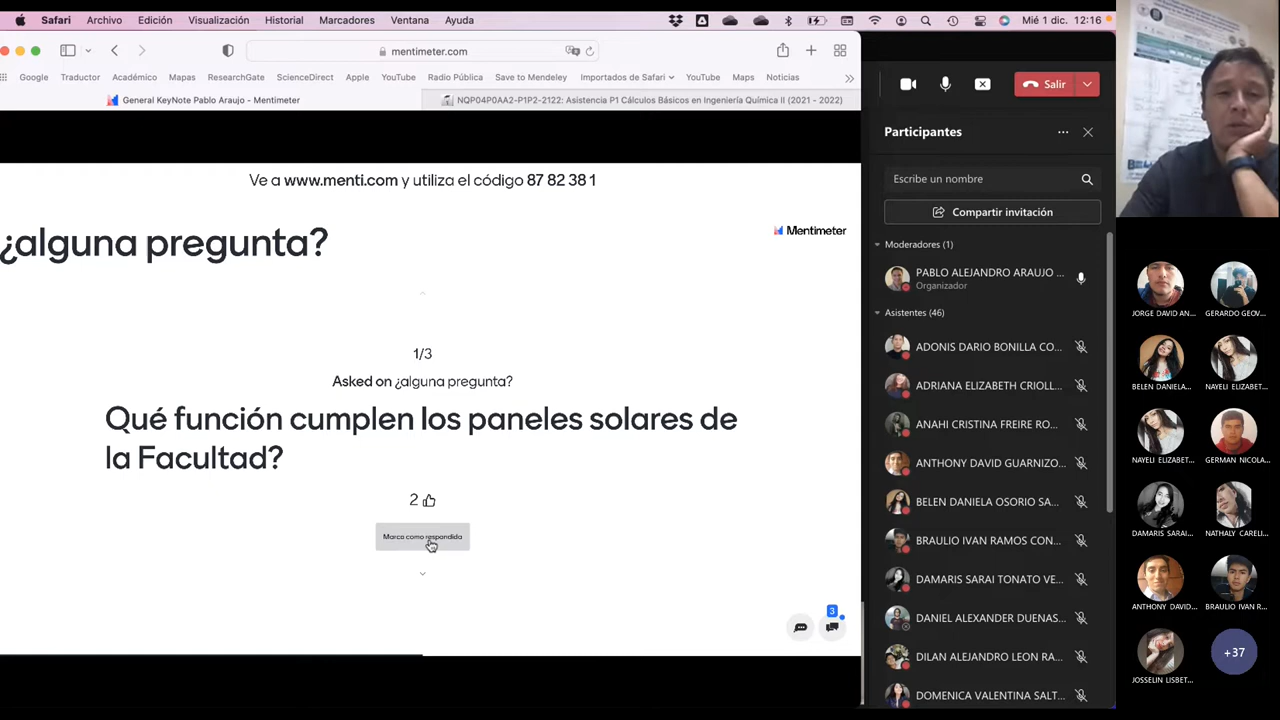 Safari Archivo Edición Visualización Historial Marcadores Ventana Ayuda
Mié 1 dic. 12:16
mentimeter.com
Google Traductor Académico Mapas ResearchGate ScienceDirect Apple YouTube Radio Pública Save to Mendeley Importados de Safari YouTube Maps Noticias
General KeyNote Pablo Araujo - Mentimeter
NQP04P0AA2-P1P2-2122: Asistencia P1 Cálculos Básicos en Ingeniería Química II (2021 - 2022)
Ve a www.menti.com y utiliza el código 87 82 38 1
¿alguna pregunta?
Mentimeter
1/3
Asked on ¿alguna pregunta?
Qué función cumplen los paneles solares de
la Facultad?
2
Marca como respondida
3
Salir
Participantes
Escribe un nombre
Compartir invitación
Moderadores (1)
PABLO ALEJANDRO ARAUJO ...
Organizador
Asistentes (46)
ADONIS DARIO BONILLA CO...
ADRIANA ELIZABETH CRIOLL...
ANAHI CRISTINA FREIRE RO...
ANTHONY DAVID GUARNIZO...
BELEN DANIELA OSORIO SA...
BRAULIO IVAN RAMOS CON...
DAMARIS SARAI TONATO VE...
DANIEL ALEXANDER DUENAS...
DILAN ALEJANDRO LEON RA...
DOMENICA VALENTINA SALT...
JORGE DAVID AN...
GERARDO GEOV...
BELEN DANIELA...
NAYELI ELIZABET...
NAYELI ELIZABET...
GERMAN NICOLA...
DAMARIS SARAI...
NATHALY CARELI...
ANTHONY DAVID...
BRAULIO IVAN R...
JOSSELIN LISBET...
+37